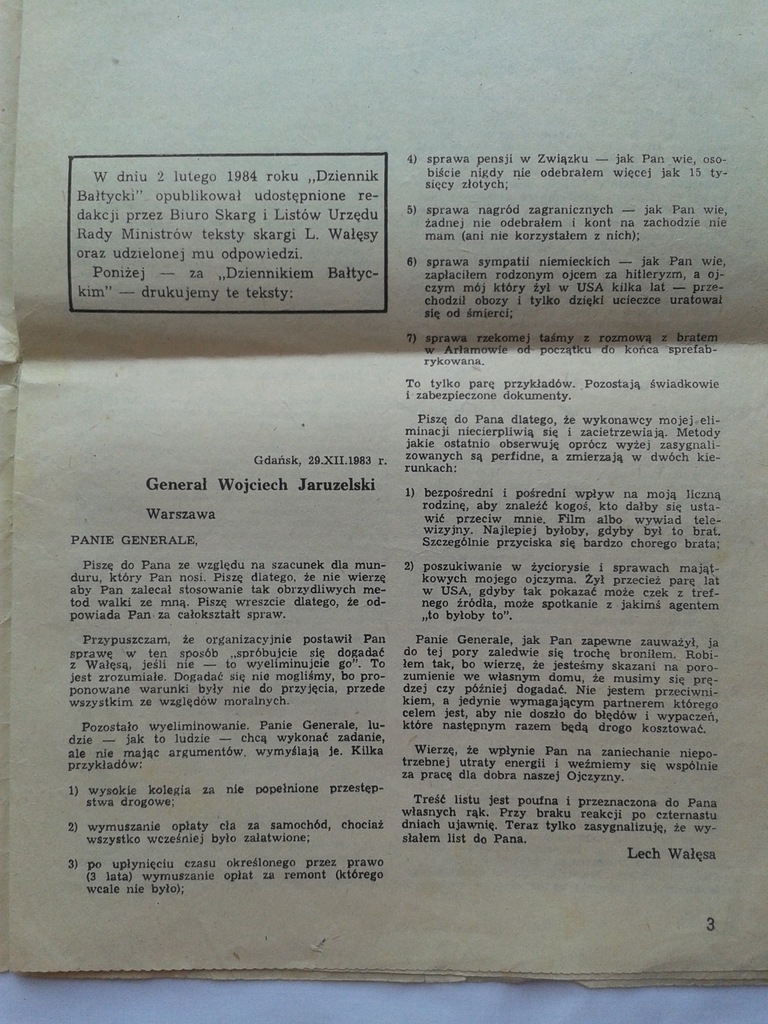 W dniu 2 lutego 1984 roku „Dziennik
Bałtycki" opublikował udostępnione re-
dakcji przez Biuro Skarg i Listów Urzędu
Rady Ministrów teksty skargi L. Wałęsy
oraz udzielonej mu odpowiedzi.
Poniżej — za „Dziennikiem Bałtyc-
kim" — drukujemy te teksty:
Gdańsk, 29.XII.1983 r.
Generał Wojciech Jaruzelski
Warszawa
PANIE GENERALE,
Piszę do Pana ze względu na szacunek dla mun-
duru, który Pan nosi. Piszę dlatego, że nie wierzę
aby Pan zalecał stosowanie tak obrzydliwych me-
tod walki ze mną. Piszę wreszcie dlatego, że od-
powiada Pan za całokształt spraw.
Przypuszczam, że organizacyjnie postawił Pan
sprawę w ten sposób „spróbujcie się dogadać
z Wałęsą, jeśli nie — to wyeliminujcie go". To
jest zrozumiałe. Dogadać się nie mogliśmy, bo pro-
ponowane warunki były nie do przyjęcia, przede
wszystkim ze względów moralnych.
Pozostało wyeliminowanie. Panie Generale, lu-
dzie — jak to ludzie — chcą wykonać zadanie,
ale nie mając argumentów, wymyślają je. Kilka
przykładów:
1) wysokie kolegia za nie popełnione przestęp-
stwa drogowe;
2) wymuszanie opłaty cła za samochód, chociaż
wszystko wcześniej było załatwione;
3) po upłynięciu czasu określonego przez prawo
(3 lata) wymuszanie opłat za remont (którego
wcale nie było);
4) sprawa pensji w Związku — jak Pan wie, oso-
biście nigdy nie odebrałem więcej jak 15 ty-
sięcy złotych;
5) sprawa nagród zagranicznych — jak Pan wie,
żadnej nie odebrałem i kont na zachodzie nie
mam (ani nie korzystałem z nich);
6) sprawa sympatii niemieckich — jak Pan wie,
zapłaciłem rodzonym ojcem za hitleryzm, a oj-
czym mój który żył w USA kilka lat — prze-
chodził obozy i tylko dzięki ucieczce uratował
się od śmierci;
7) sprawa rzekomej taśmy z rozmową z bratem
w Arłamowie od początku do końca sprefab-
rykowana.
To tylko parę przykładów. Pozostają świadkowie
i zabezpieczone dokumenty.
Piszę do Pana dlatego, że wykonawcy mojej eli-
minacji niecierpliwią się i zacietrzewiają. Metody
jakie ostatnio obserwuję oprócz wyżej zasygnali-
zowanych są perfidne, a zmierzają w dwóch kie-
runkach:
1) bezpośredni i pośredni wpływ na moją liczną
rodzinę, aby znaleźć kogoś, kto dałby się usta-
wić przeciw mnie. Film albo wywiad tele-
wizyjny. Najlepiej byłoby, gdyby był to brat.
Szczególnie przyciska się bardzo chorego brata;
2) poszukiwanie w życiorysie i sprawach mająt-
kowych mojego ojczyma. Żył przecież parę lat
w USA, gdyby tak pokazać może czek z tref-
nego źródła, może spotkanie z jakimś agentem
„to byłoby to".
Panie Generale, jak Pan zapewne zauważył, ja
do tej pory zaledwie się trochę broniłem. Robi-
łem tak, bo wierzę, że jesteśmy skazani na poro-
zumienie we własnym domu, że musimy się prę-
dzej czy później dogadać. Nie jestem przeciwni-
kiem, a jedynie wymagającym partnerem którego
celem jest, aby nie doszło do błędów i wypaczeń,
które następnym razem będą drogo kosztować.
Wierzę, że wpłynie Pan na zaniechanie niepo-
trzebnej utraty energii i weźmiemy się wspólnie
za pracę dla dobra naszej Ojczyzny.
Treść listu jest poufna i przeznaczona do Pana
własnych rąk. Przy braku reakcji po czternastu
dniach ujawnię. Teraz tylko zasygnalizuję, że wy-
słałem list do Pana.
Lech Wałęsa
3